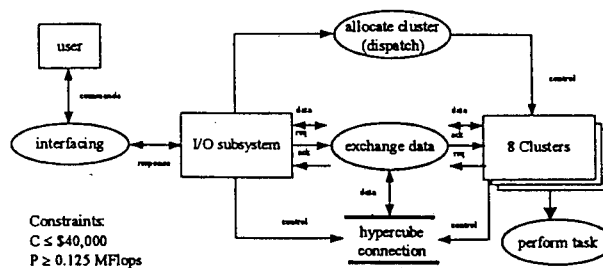 allocate cluster
(dispatch)
user
commands
control
data
data
interfacing
I/O subsystem
req
ack
exchange data
ack
req
8 Clusters
response
data
control
control
hypercube
connection
perform task
Constraints:
C ≤ $40,000
P ≥ 0.125 MFlops